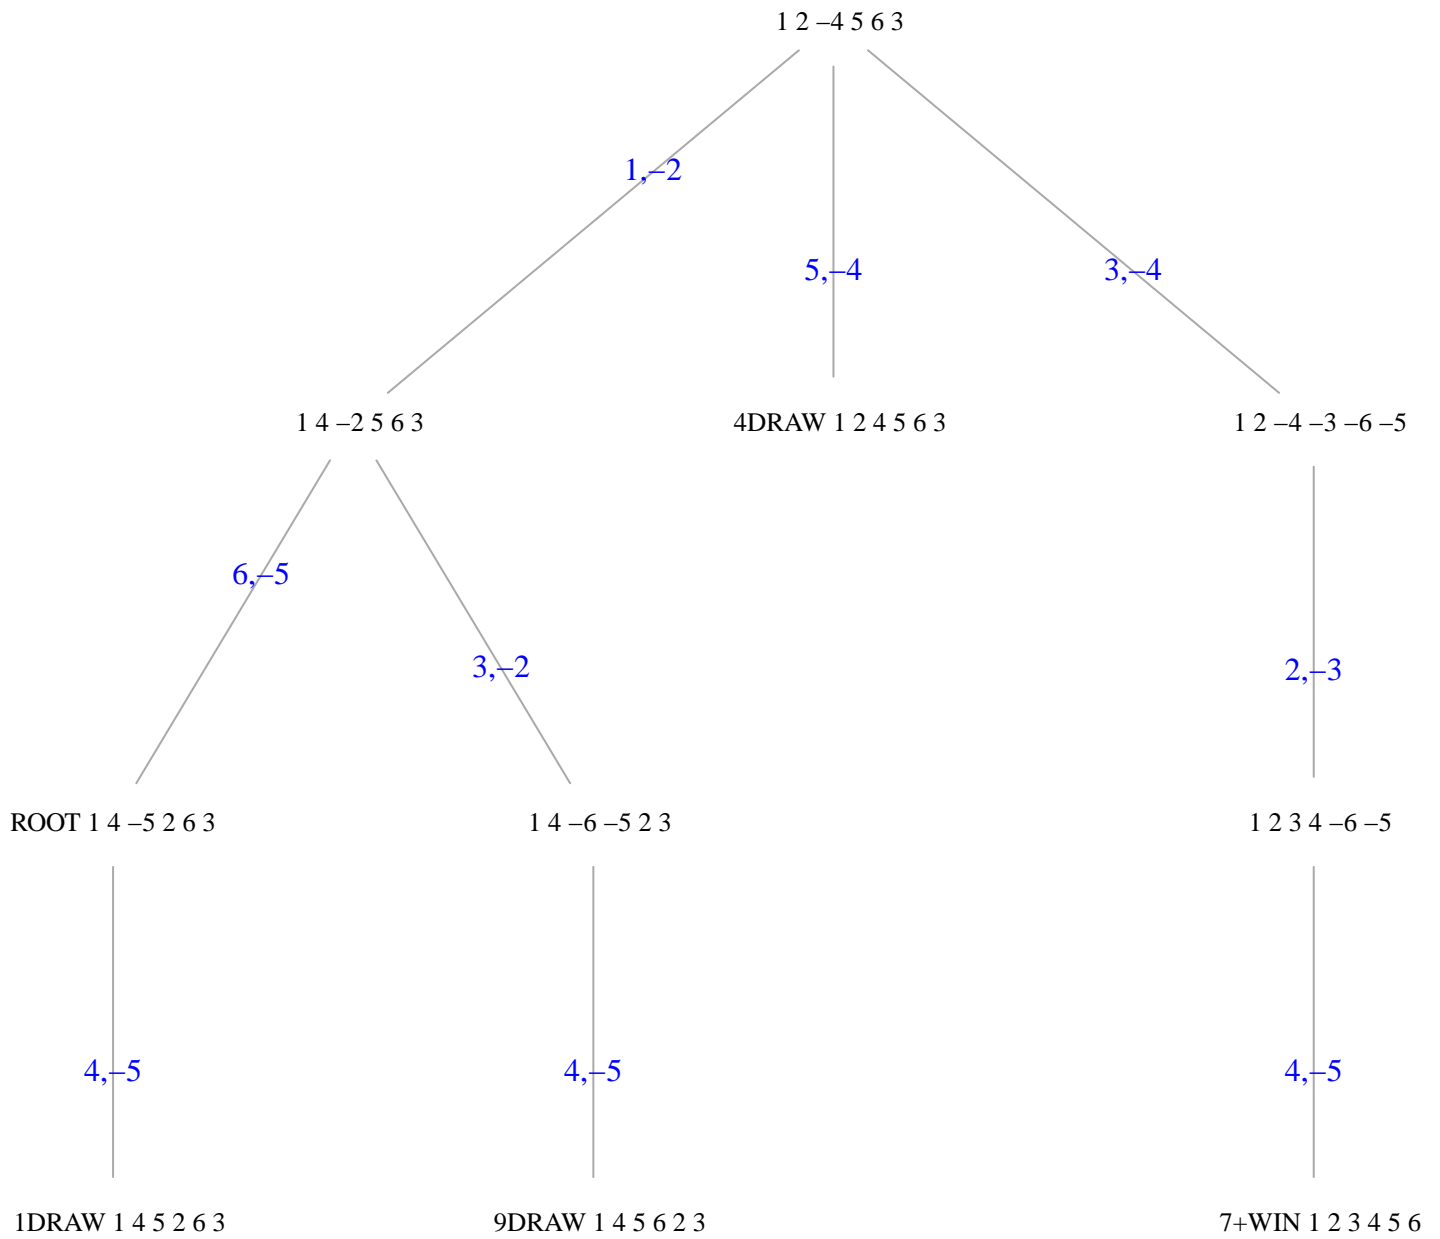 1 2 –4 5 6 3
1,–2
5,–4
3,–4
1 4 –2 5 6 3
4DRAW 1 2 4 5 6 3
1 2 –4 –3 –6 –5
6,–5
3,–2
2,–3
ROOT 1 4 –5 2 6 3
1 4 –6 –5 2 3
1 2 3 4 –6 –5
4,–5
4,–5
4,–5
1DRAW 1 4 5 2 6 3
9DRAW 1 4 5 6 2 3
7+WIN 1 2 3 4 5 6